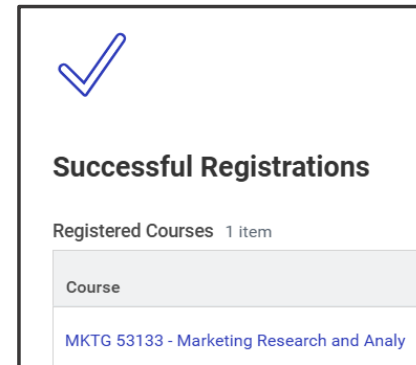 Successful Registrations
Registered Courses 1 item
Course
MKTG 53133 - Marketing Research and Analy